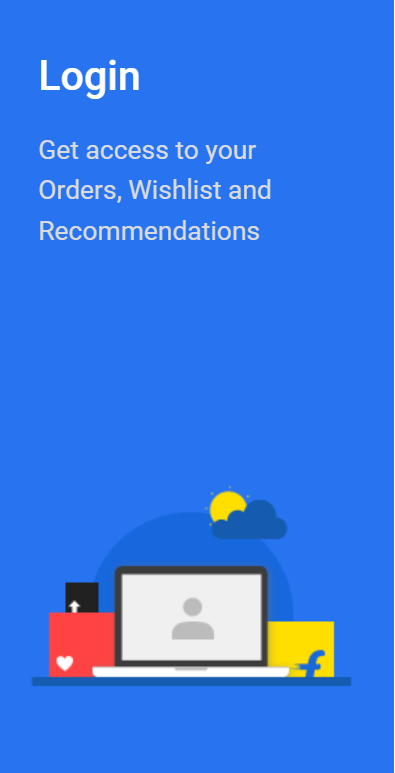 Login
Get access to your
Orders, Wishlist and
Recommendations